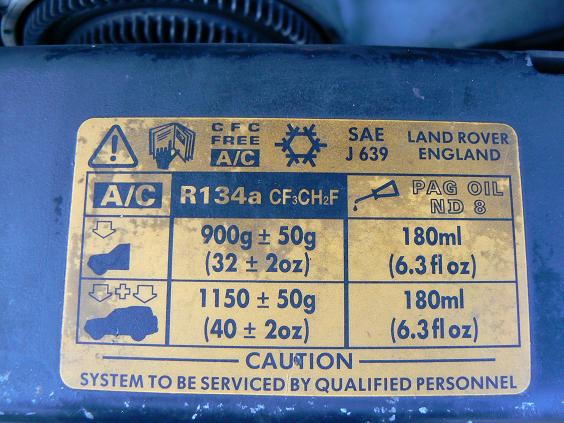 CFC
FREE
A/C
SAE
J 639
LAND ROVER
ENGLAND
A/C R134a CF₃CH₂F PAG OIL
ND 8
900g ± 50g 180ml
(32 ± 2oz) (6.3 fl oz)
1150 ± 50g 180ml
(40 ± 2oz) (6.3 fl oz)
CAUTION
SYSTEM TO BE SERVICED BY QUALIFIED PERSONNEL